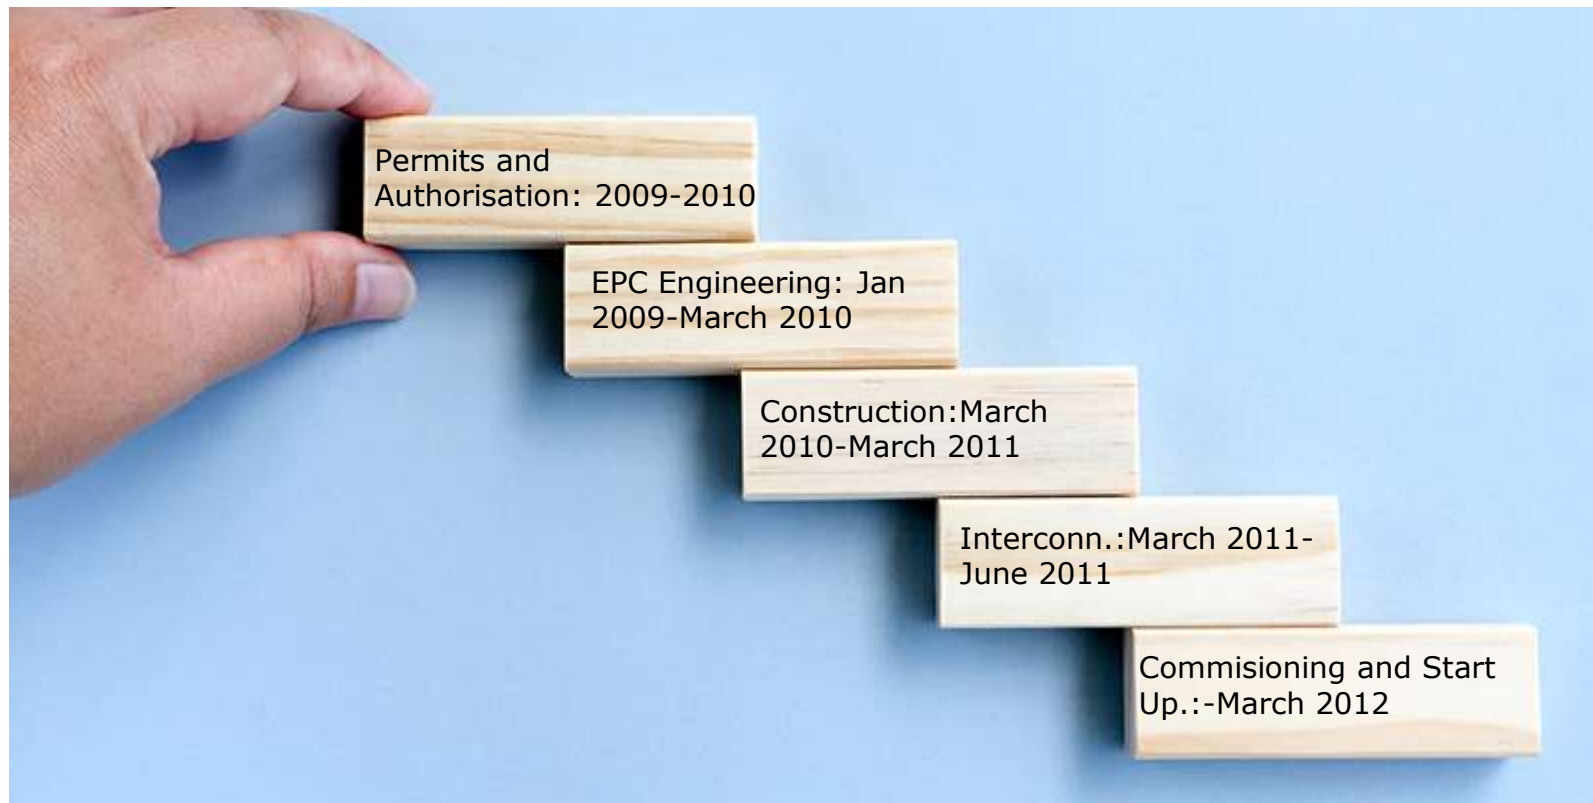 Permits and
Authorisation: 2009-2010
EPC Engineering: Jan
2009-March 2010
Construction:March
2010-March 2011
Interconn.:March 2011-
June 2011
Commisioning and Start
Up.:-March 2012